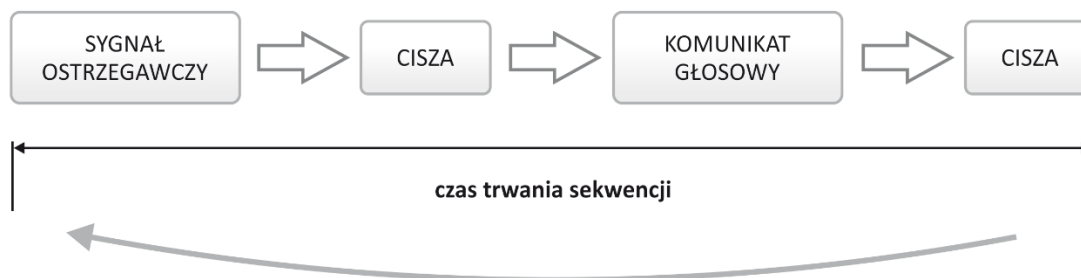 SYGNAŁ
OSTRZEGAWCZY
CISZA
KOMUNIKAT
GŁOSOWY
CISZA
czas trwania sekwencji